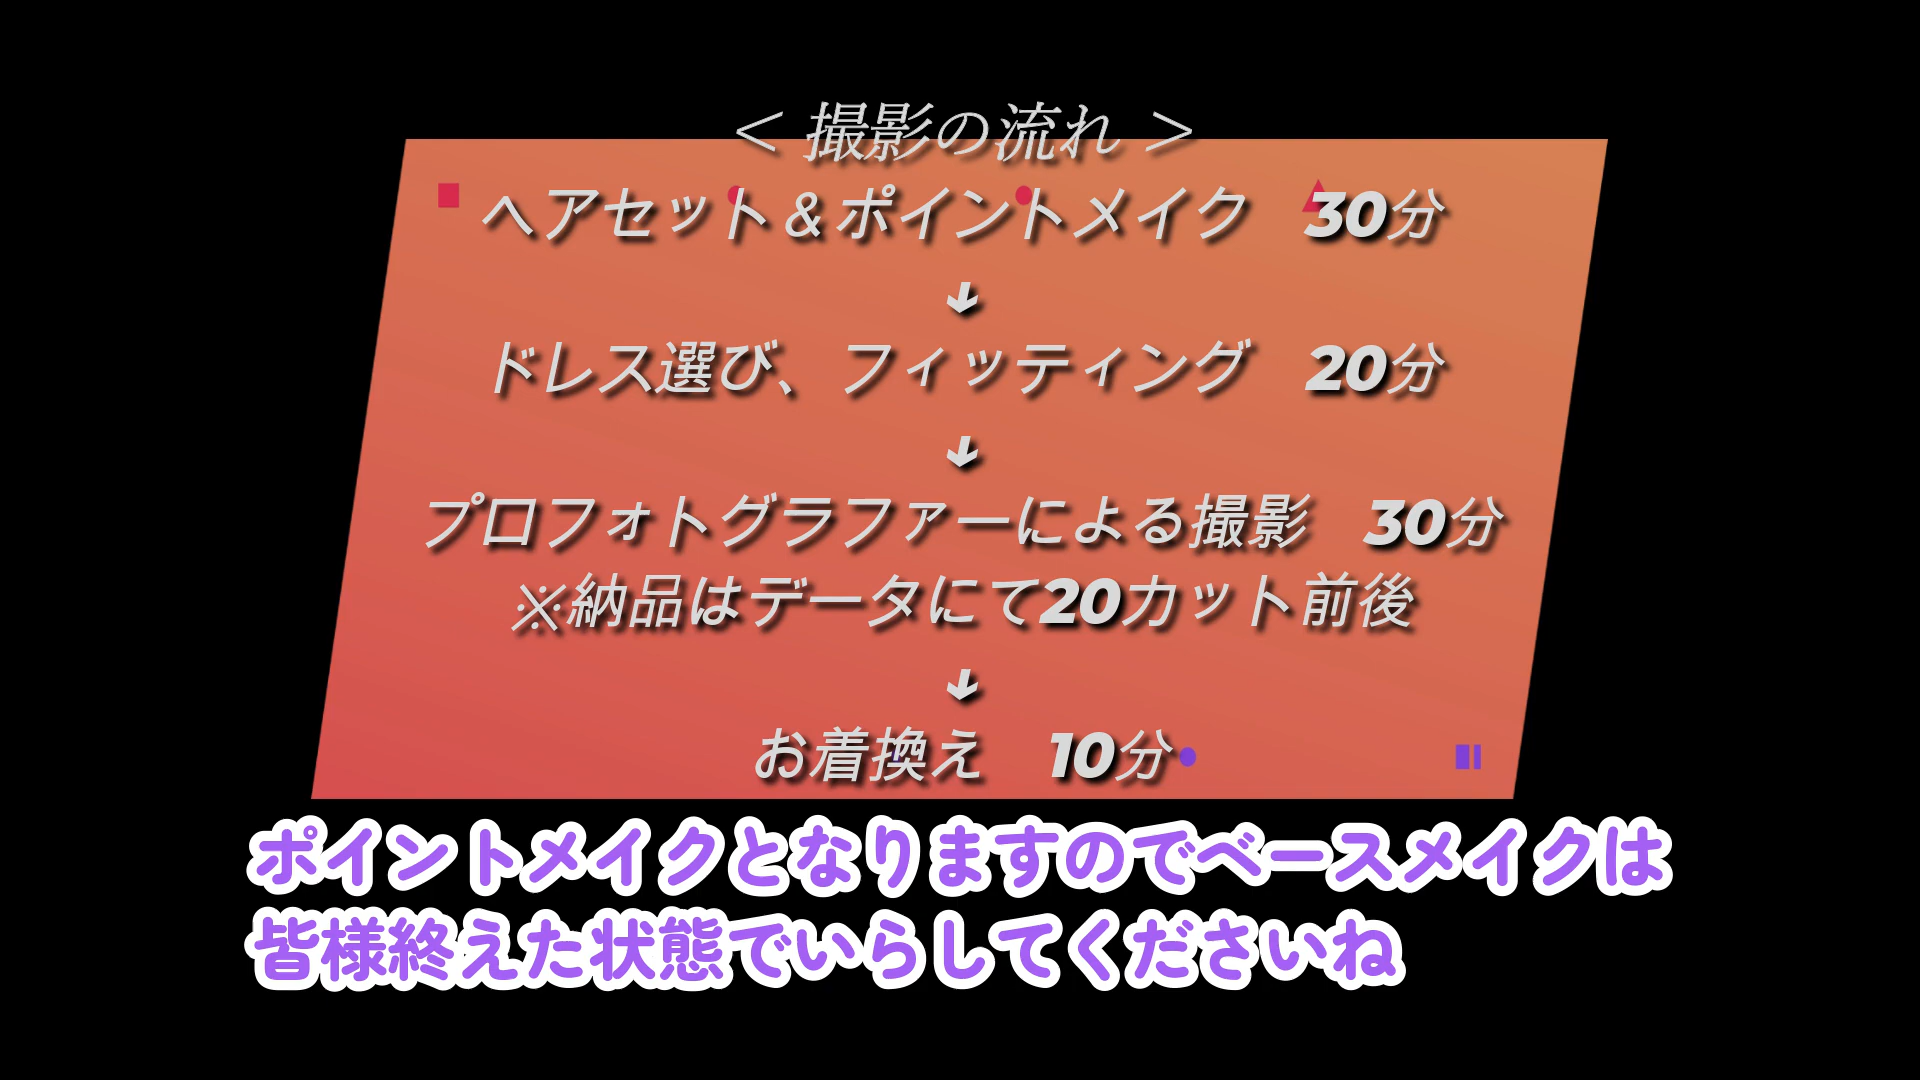 ＜ 撮影の流れ ＞
ヘアセット＆ポイントメイク　30分
↓
ドレス選び、フィッティング　20分
↓
プロフォトグラファーによる撮影　30分
※納品はデータにて20カット前後
↓
お着換え　10分
ポイントメイクとなりますのでベースメイクは
皆様終えた状態でいらしてくださいね